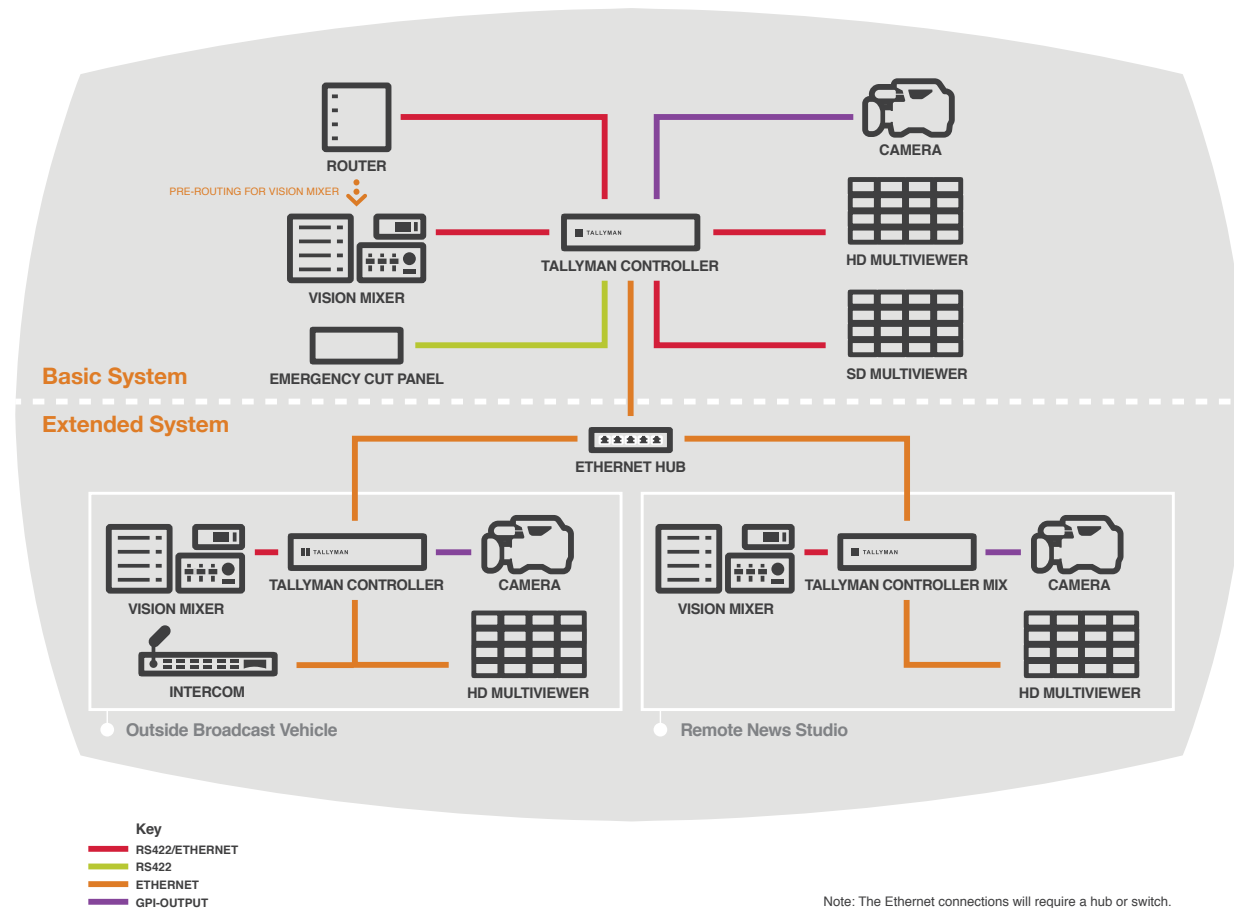 ROUTER
CAMERA
PRE-ROUTING FOR VISION MIXER
TALLYMAN
VISION MIXER
TALLYMAN CONTROLLER
HD MULTIVIEWER
EMERGENCY CUT PANEL
SD MULTIVIEWER
Basic System
Extended System
ETHERNET HUB
TALLYMAN
VISION MIXER
TALLYMAN CONTROLLER
CAMERA
INTERCOM
HD MULTIVIEWER
Outside Broadcast Vehicle
TALLYMAN
VISION MIXER
TALLYMAN CONTROLLER MIX
CAMERA
HD MULTIVIEWER
Remote News Studio
Key
RS422/ETHERNET
RS422
ETHERNET
GPI-OUTPUT
Note: The Ethernet connections will require a hub or switch.